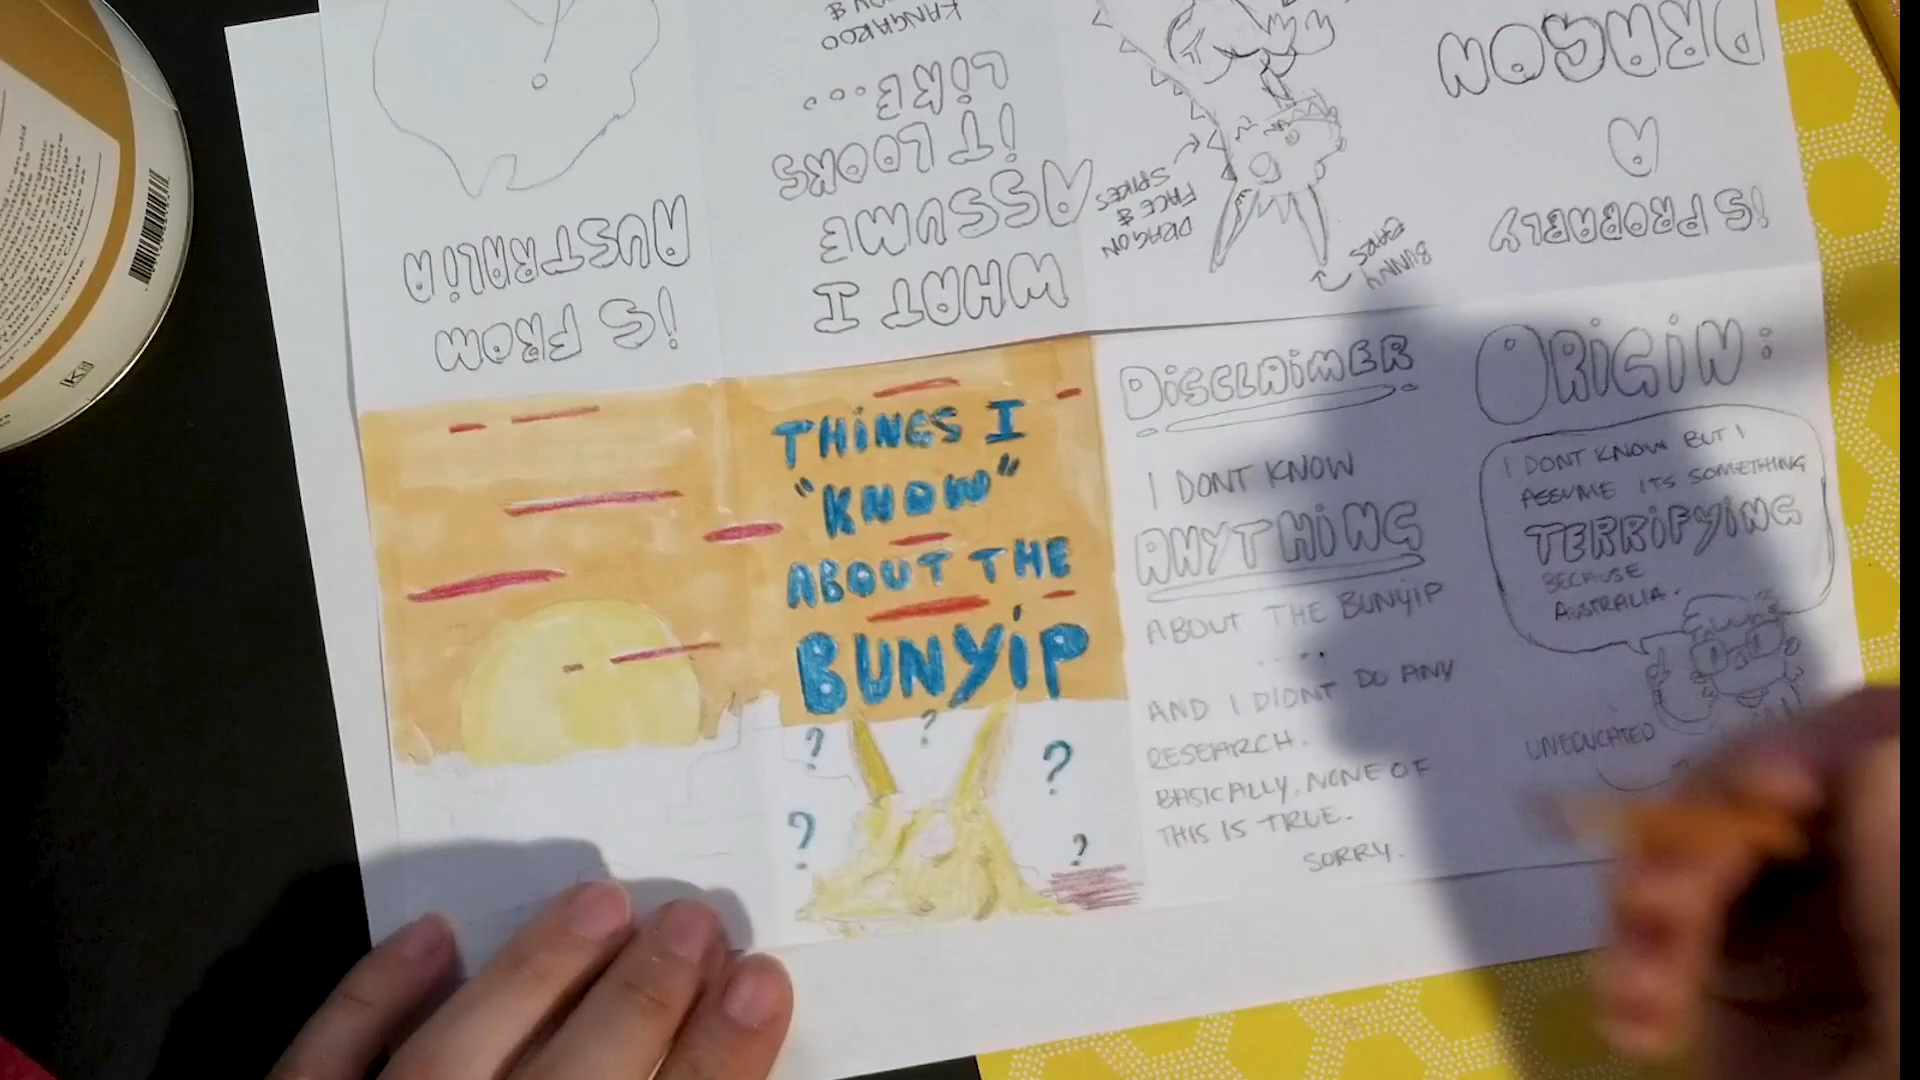 THINGS I
"KNOW"
ABOUT THE
BUNYIP
?
?
?
?
?
DISCLAIMER
I DONT KNOW
ANYTHING
ABOUT THE BUNYIP
.....
AND I DIDNT DO ANY
RESEARCH.
BASICALLY, NONE OF
THIS IS TRUE.
SORRY.
ORIGIN:
I DONT KNOW BUT I
ASSUME ITS SOMETHING
TERRIFYING
BECAUSE
AUSTRALIA.
UNEDUCATED
IS PROBABLY
A
DRAGON
BUNNY
EARS
DRAGON
FACE &
SPIKES
WHAT I
ASSUME
IT LOOKS
LIKE...
KANGAROO
IS FROM
AUSTRALIA